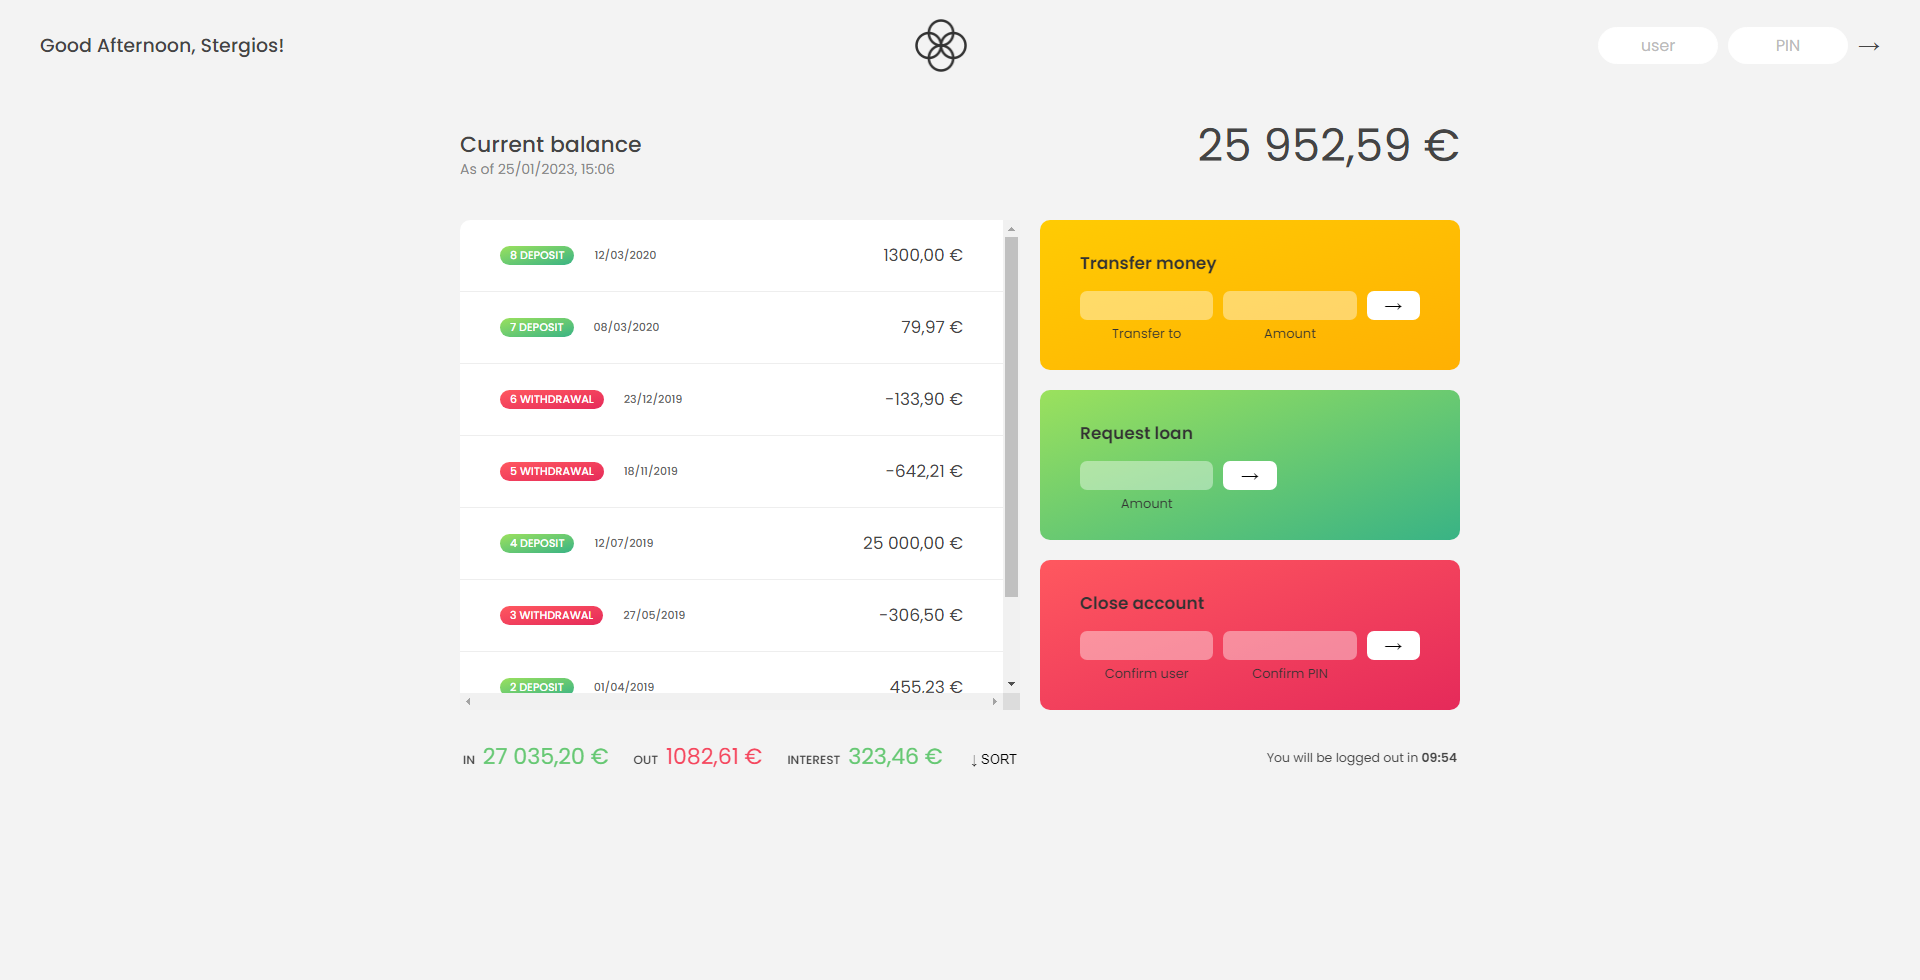 Good Afternoon, Stergios!
user
PIN
→
Current balance
As of 25/01/2023, 15:06
25 952,59 €
8 DEPOSIT 12/03/2020 1300,00 €
7 DEPOSIT 08/03/2020 79,97 €
6 WITHDRAWAL 23/12/2019 -133,90 €
5 WITHDRAWAL 18/11/2019 -642,21 €
4 DEPOSIT 12/07/2019 25 000,00 €
3 WITHDRAWAL 27/05/2019 -306,50 €
2 DEPOSIT 01/04/2019 455,23 €
Transfer money
→
Transfer to Amount
Request loan
→
Amount
Close account
→
Confirm user Confirm PIN
IN 27 035,20 € OUT 1082,61 € INTEREST 323,46 € ↓ SORT
You will be logged out in 09:54